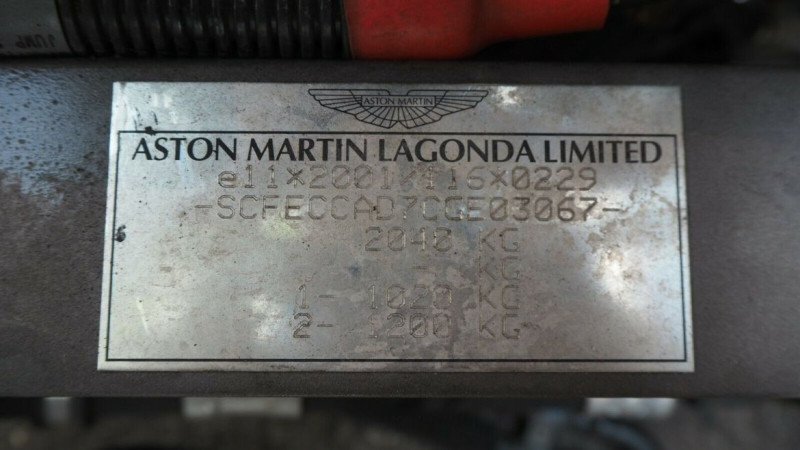 ASTON MARTIN
ASTON MARTIN LAGONDA LIMITED
e11*2001/116*0229
-SCFECCAD7CGE03067-
2040 KG
- KG
1- 1020 KG
2- 1200 KG